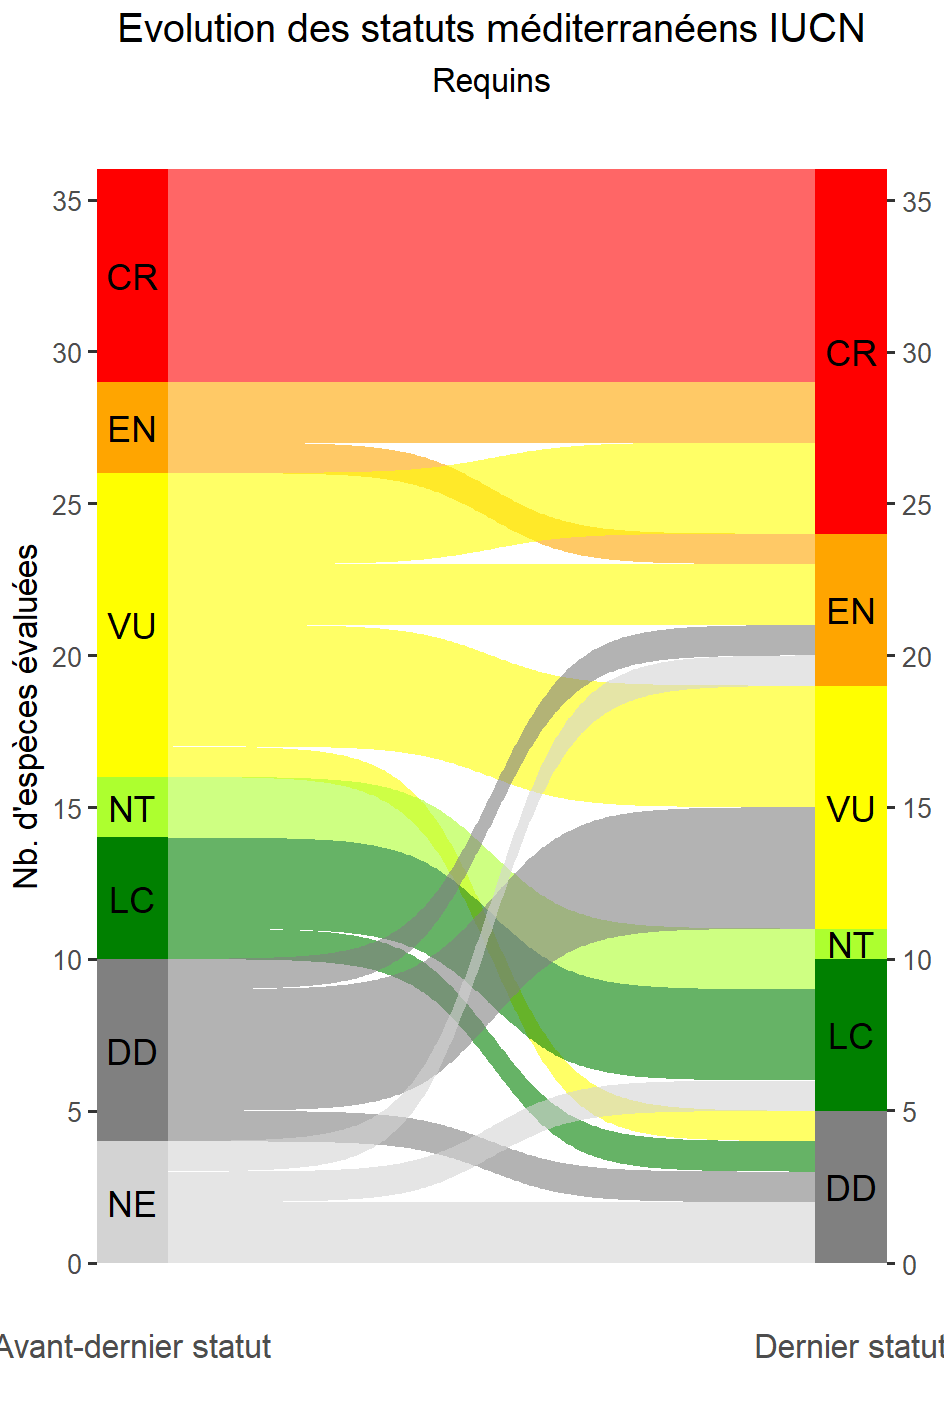 Evolution des statuts méditerranéens IUCN
Requins
Nb. d'espèces évaluées
35
30
25
20
15
10
5
0
CR
EN
VU
NT
LC
DD
NE
CR
EN
VU
NT
LC
DD
35
30
25
20
15
10
5
0
Avant-dernier statut
Dernier statut